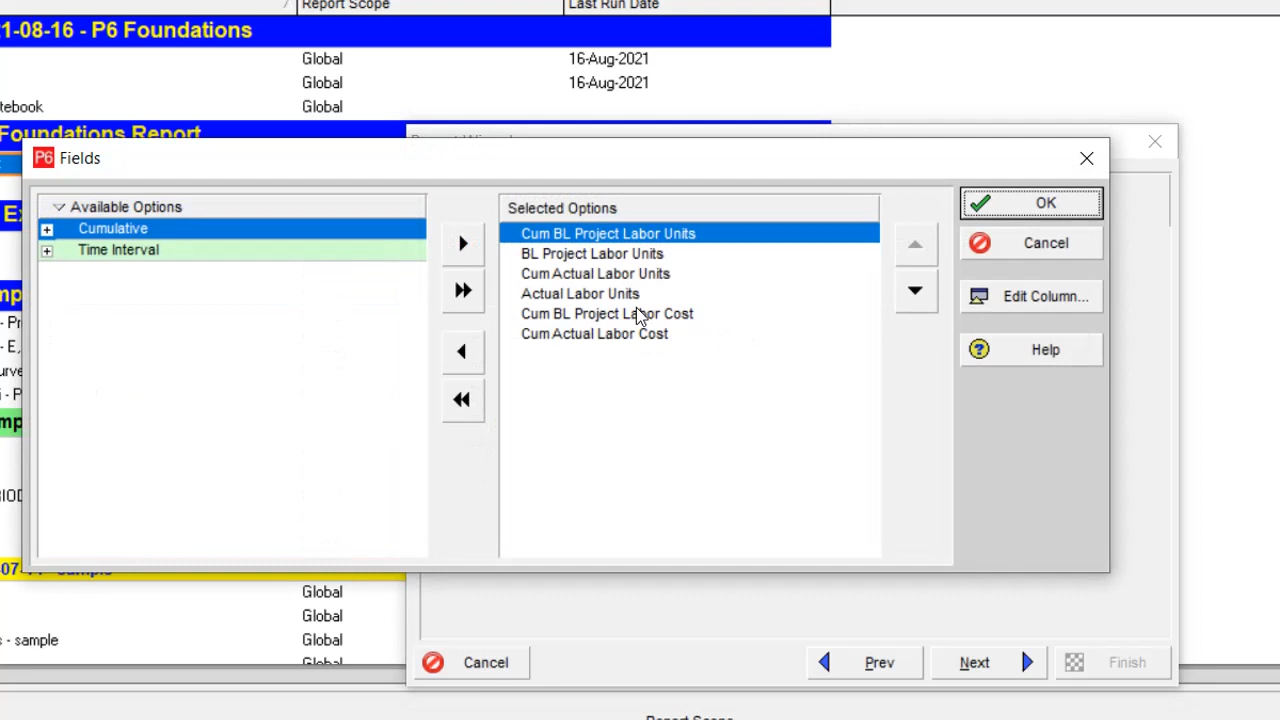 Report Scope
Last Run Date
1-08-16 - P6 Foundations
Global
16-Aug-2021
Global
16-Aug-2021
tebook
Global
Foundations Report
P6 Fields
Available Options
Cumulative
Time Interval
Selected Options
Cum BL Project Labor Units
BL Project Labor Units
Cum Actual Labor Units
Actual Labor Units
Cum BL Project Labor Cost
Cum Actual Labor Cost
OK
Cancel
Edit Column...
Help
Global
Global
s - sample
Global
Cancel
Prev
Next
Finish
Report Scope